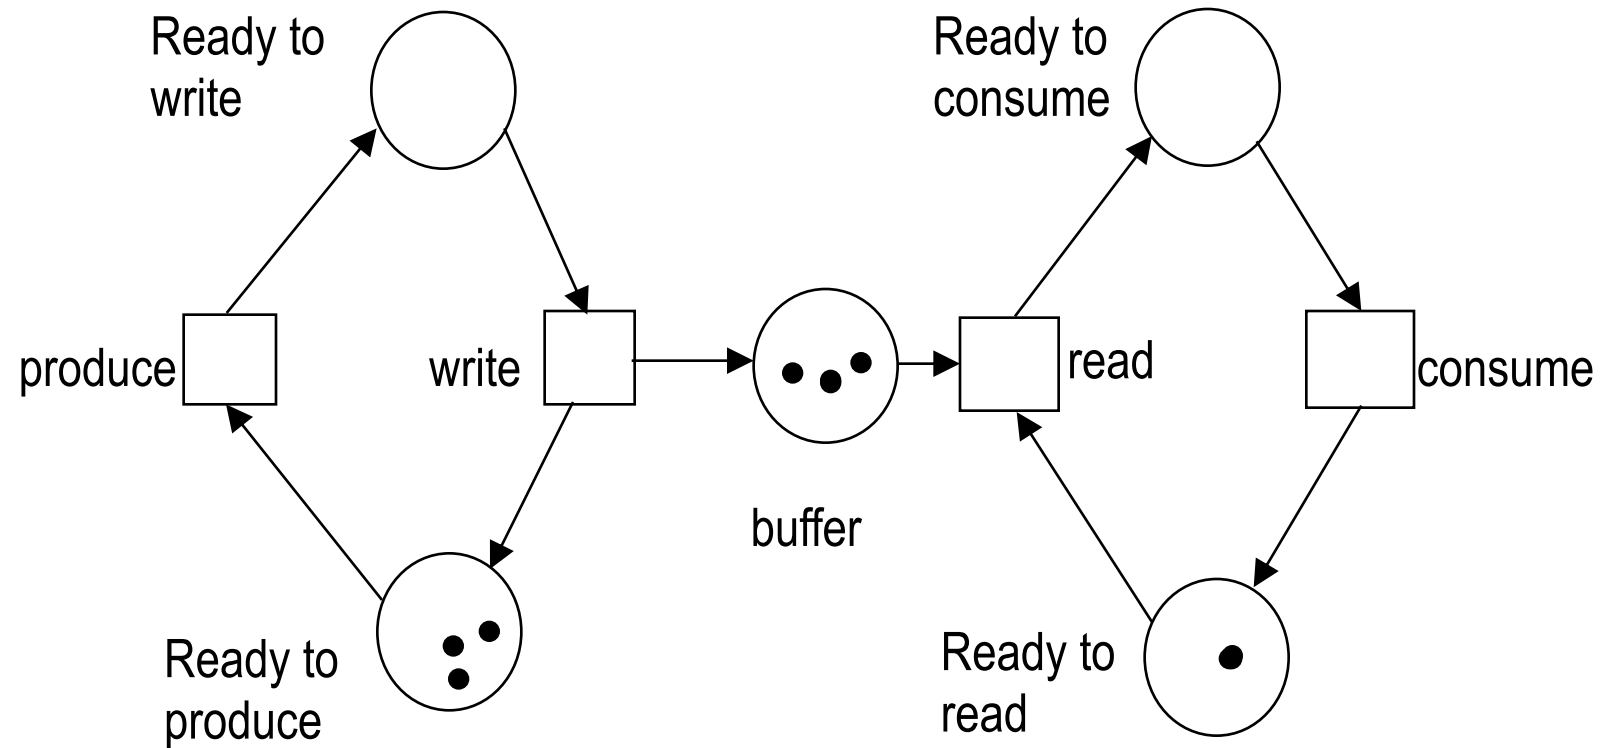 Ready to
write
Ready to
consume
produce
write
read
consume
buffer
Ready to
produce
Ready to
read